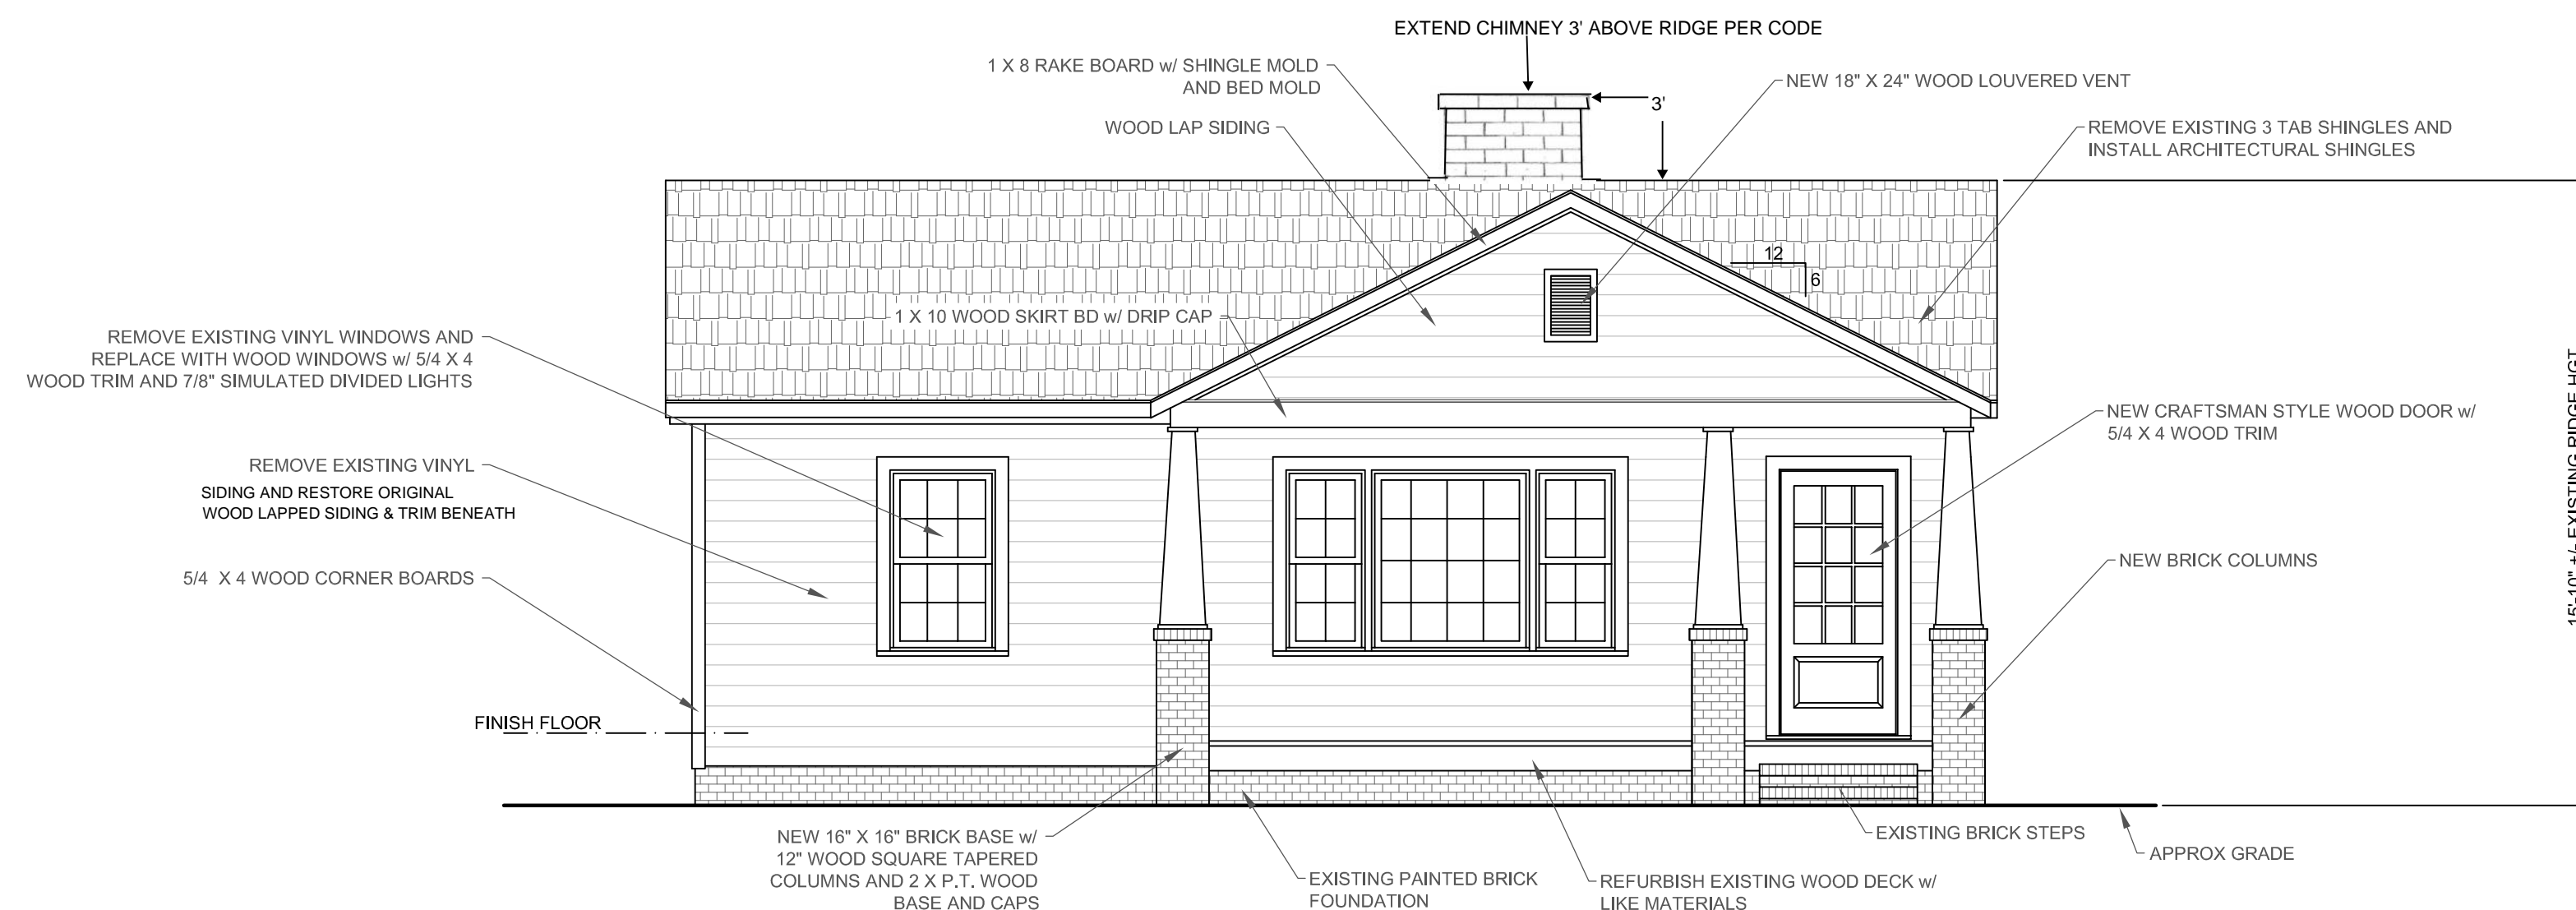 EXTEND CHIMNEY 3' ABOVE RIDGE PER CODE
1 X 8 RAKE BOARD w/ SHINGLE MOLD
AND BED MOLD
NEW 18" X 24" WOOD LOUVERED VENT
3'
WOOD LAP SIDING
REMOVE EXISTING 3 TAB SHINGLES AND
INSTALL ARCHITECTURAL SHINGLES
12
6
1 X 10 WOOD SKIRT BD w/ DRIP CAP
REMOVE EXISTING VINYL WINDOWS AND
REPLACE WITH WOOD WINDOWS w/ 5/4 X 4
WOOD TRIM AND 7/8" SIMULATED DIVIDED LIGHTS
15'-10" +/- EXISTING RIDGE HGT
NEW CRAFTSMAN STYLE WOOD DOOR w/
5/4 X 4 WOOD TRIM
REMOVE EXISTING VINYL
SIDING AND RESTORE ORIGINAL
WOOD LAPPED SIDING & TRIM BENEATH
NEW BRICK COLUMNS
5/4 X 4 WOOD CORNER BOARDS
FINISH FLOOR
NEW 16" X 16" BRICK BASE w/
12" WOOD SQUARE TAPERED
COLUMNS AND 2 X P.T. WOOD
BASE AND CAPS
EXISTING PAINTED BRICK
FOUNDATION
REFURBISH EXISTING WOOD DECK w/
LIKE MATERIALS
EXISTING BRICK STEPS
APPROX GRADE